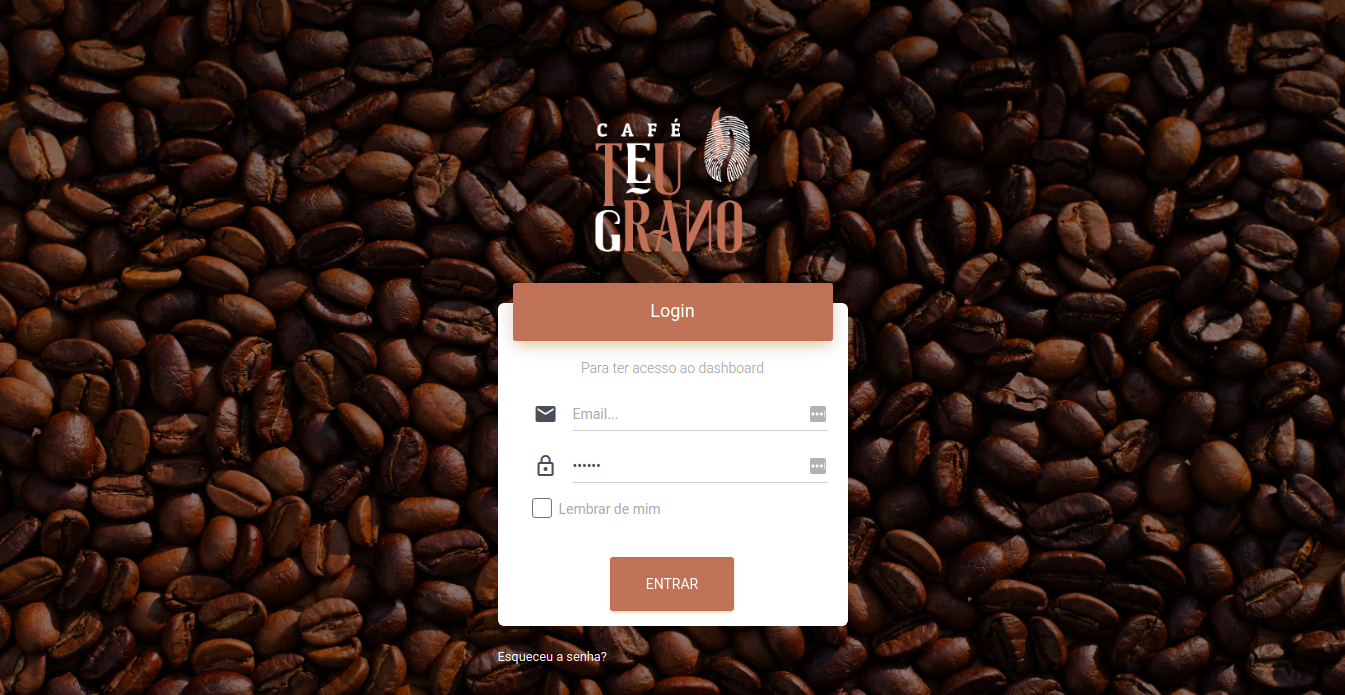 CAFÉ
TEU
GRANO
Login
Para ter acesso ao dashboard
Email...
••••••
Lembrar de mim
ENTRAR
Esqueceu a senha?